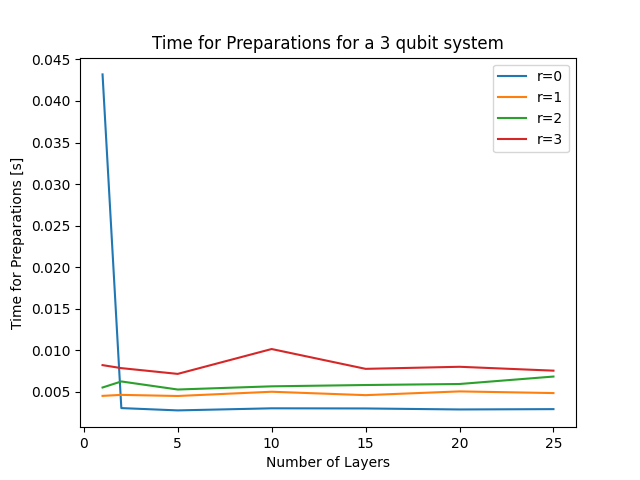 Time for Preparations for a 3 qubit system
0.045
0.040
0.035
0.030
0.025
0.020
0.015
0.010
0.005
Time for Preparations [s]
r=0
r=1
r=2
r=3
0 5 10 15 20 25
Number of Layers